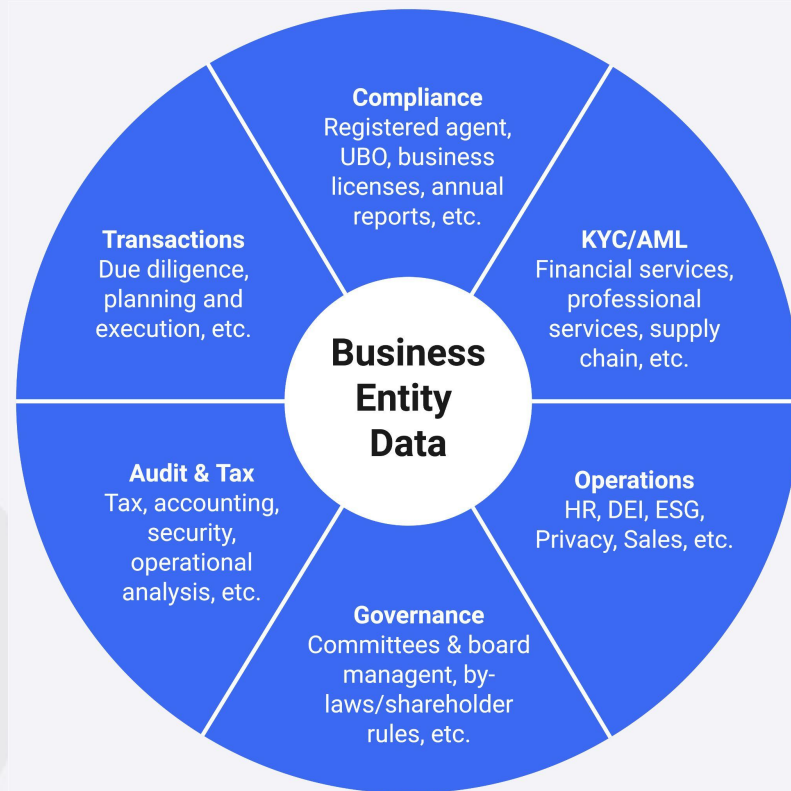 Compliance
Registered agent,
UBO, business
licenses, annual
reports, etc.
KYC/AML
Financial services,
professional
services, supply
chain, etc.
Operations
HR, DEI, ESG,
Privacy, Sales, etc.
Governance
Committees & board
managent, by-
laws/shareholder
rules, etc.
Audit & Tax
Tax, accounting,
security,
operational
analysis, etc.
Transactions
Due diligence,
planning and
execution, etc.
Business
Entity
Data